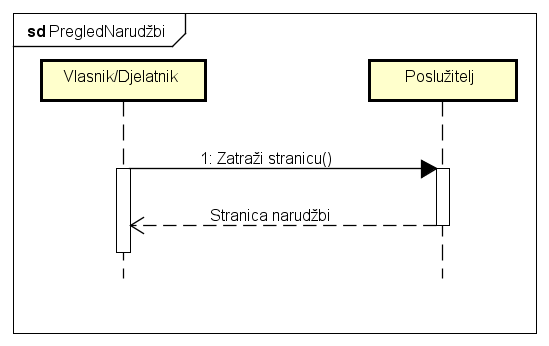 sd PregledNarudžbi
Vlasnik/Djelatnik
Poslužitelj
1: Zatraži stranicu()
Stranica narudžbi